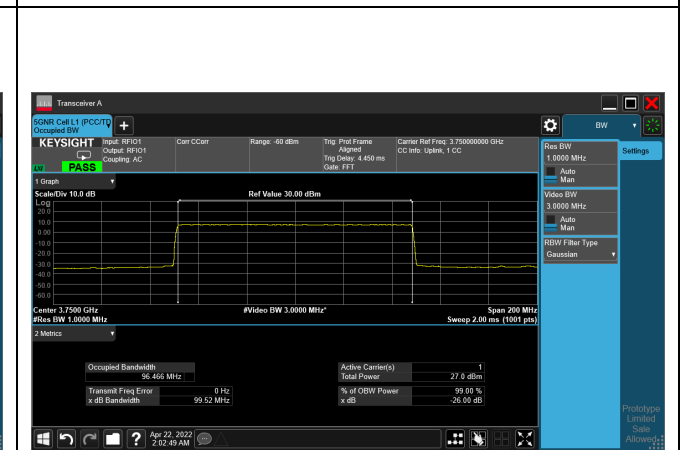 Transceiver A
5GNR Cell L1 (PCC/TD
Occupied BW
KEYSIGHT
Input: RFIO1
Output: RFIO1
Coupling: AC
Corr CCorr
Range: -60 dBm
Trig: Prot Frame
Aligned
Trig Delay: 4.450 ms
Gate: FFT
Carrier Ref Freq: 3.750000000 GHz
CC Info: Uplink, 1 CC
PASS
1 Graph
Scale/Div 10.0 dB
Ref Value 30.00 dBm
Log
20.0
10.0
0.00
-10.0
-20.0
-30.0
-40.0
-50.0
-60.0
Center 3.7500 GHz
#Video BW 3.0000 MHz*
Span 200 MHz
#Res BW 1.0000 MHz
Sweep 2.00 ms (1001 pts)
2 Metrics
Occupied Bandwidth
96.466 MHz
Transmit Freq Error 0 Hz
x dB Bandwidth 99.52 MHz
Active Carrier(s) 1
Total Power 27.0 dBm
% of OBW Power 99.00 %
x dB -26.00 dB
Apr 22, 2022
2:02:49 AM
BW
Res BW
1.0000 MHz
Auto
Man
Video BW
3.0000 MHz
Auto
Man
RBW Filter Type
Gaussian
Settings
Prototype
Limited
Sale
Allowed